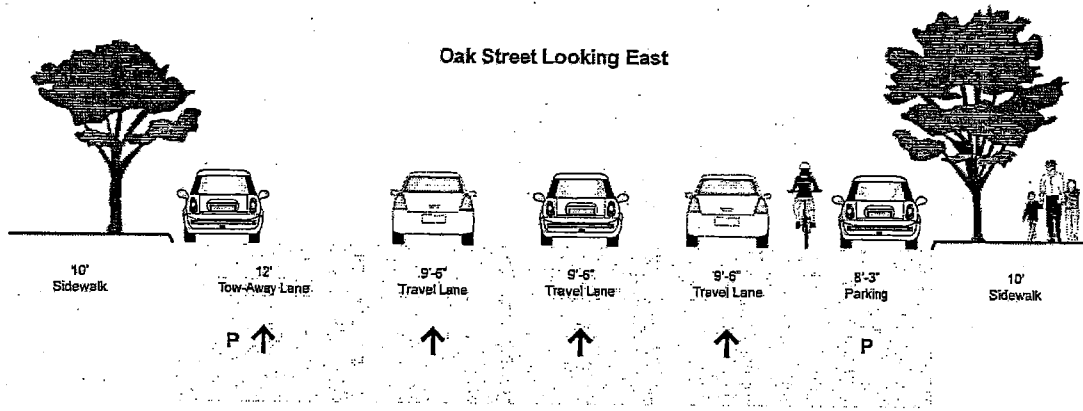 Oak Street Looking East
10'
Sidewalk
12'
Tow-Away Lane
9'-6"
Travel Lane
9'-6"
Travel Lane
9'-6"
Travel Lane
8'-3"
Parking
10'
Sidewalk
P
P